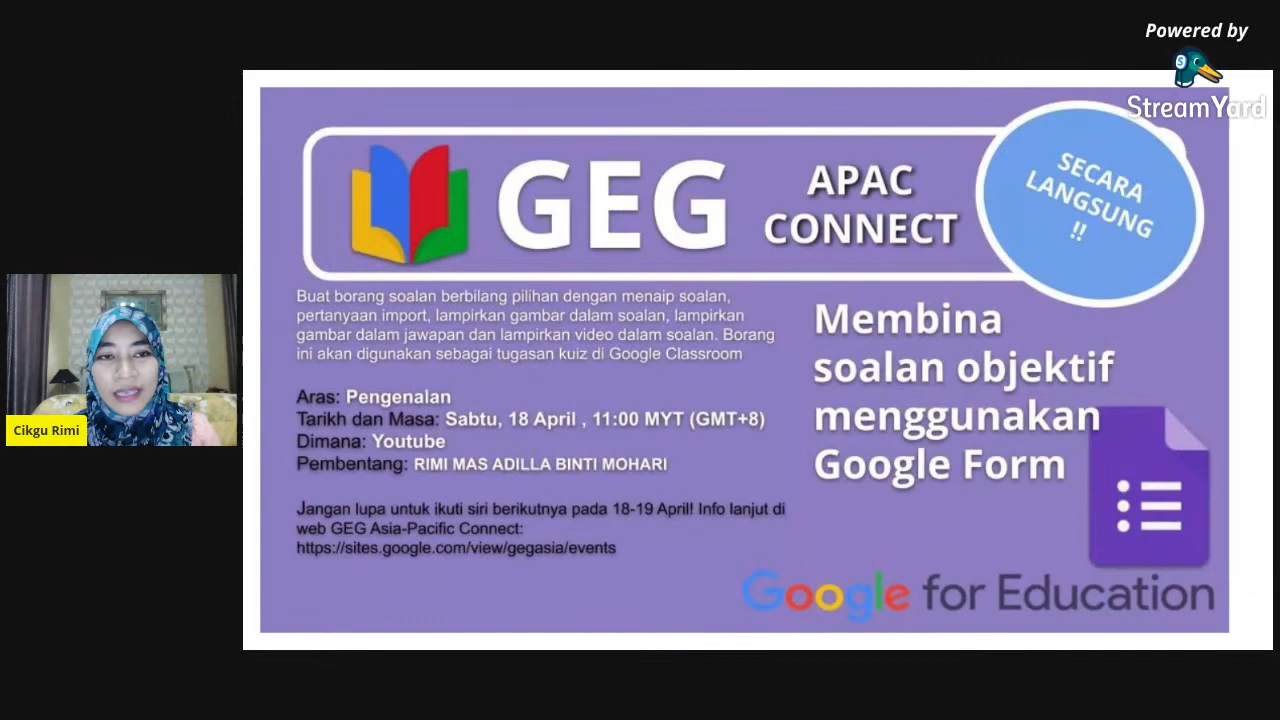 Powered by
StreamYard
GEG
APAC
CONNECT
SECARA
LANGSUNG
!!
Buat borang soalan berbilang pilihan dengan menaip soalan,
pertanyaan import, lampirkan gambar dalam soalan, lampirkan
gambar dalam jawapan dan lampirkan video dalam soalan. Borang
ini akan digunakan sebagai tugasan kuiz di Google Classroom
Aras: Pengenalan
Tarikh dan Masa: Sabtu, 18 April , 11:00 MYT (GMT+8)
Dimana: Youtube
Pembentang: RIMI MAS ADILLA BINTI MOHARI
Jangan lupa untuk ikuti siri berikutnya pada 18-19 April! Info lanjut di
web GEG Asia-Pacific Connect:
https://sites.google.com/view/gegasia/events
Membina
soalan objektif
menggunakan
Google Form
Google for Education
Cikgu Rimi